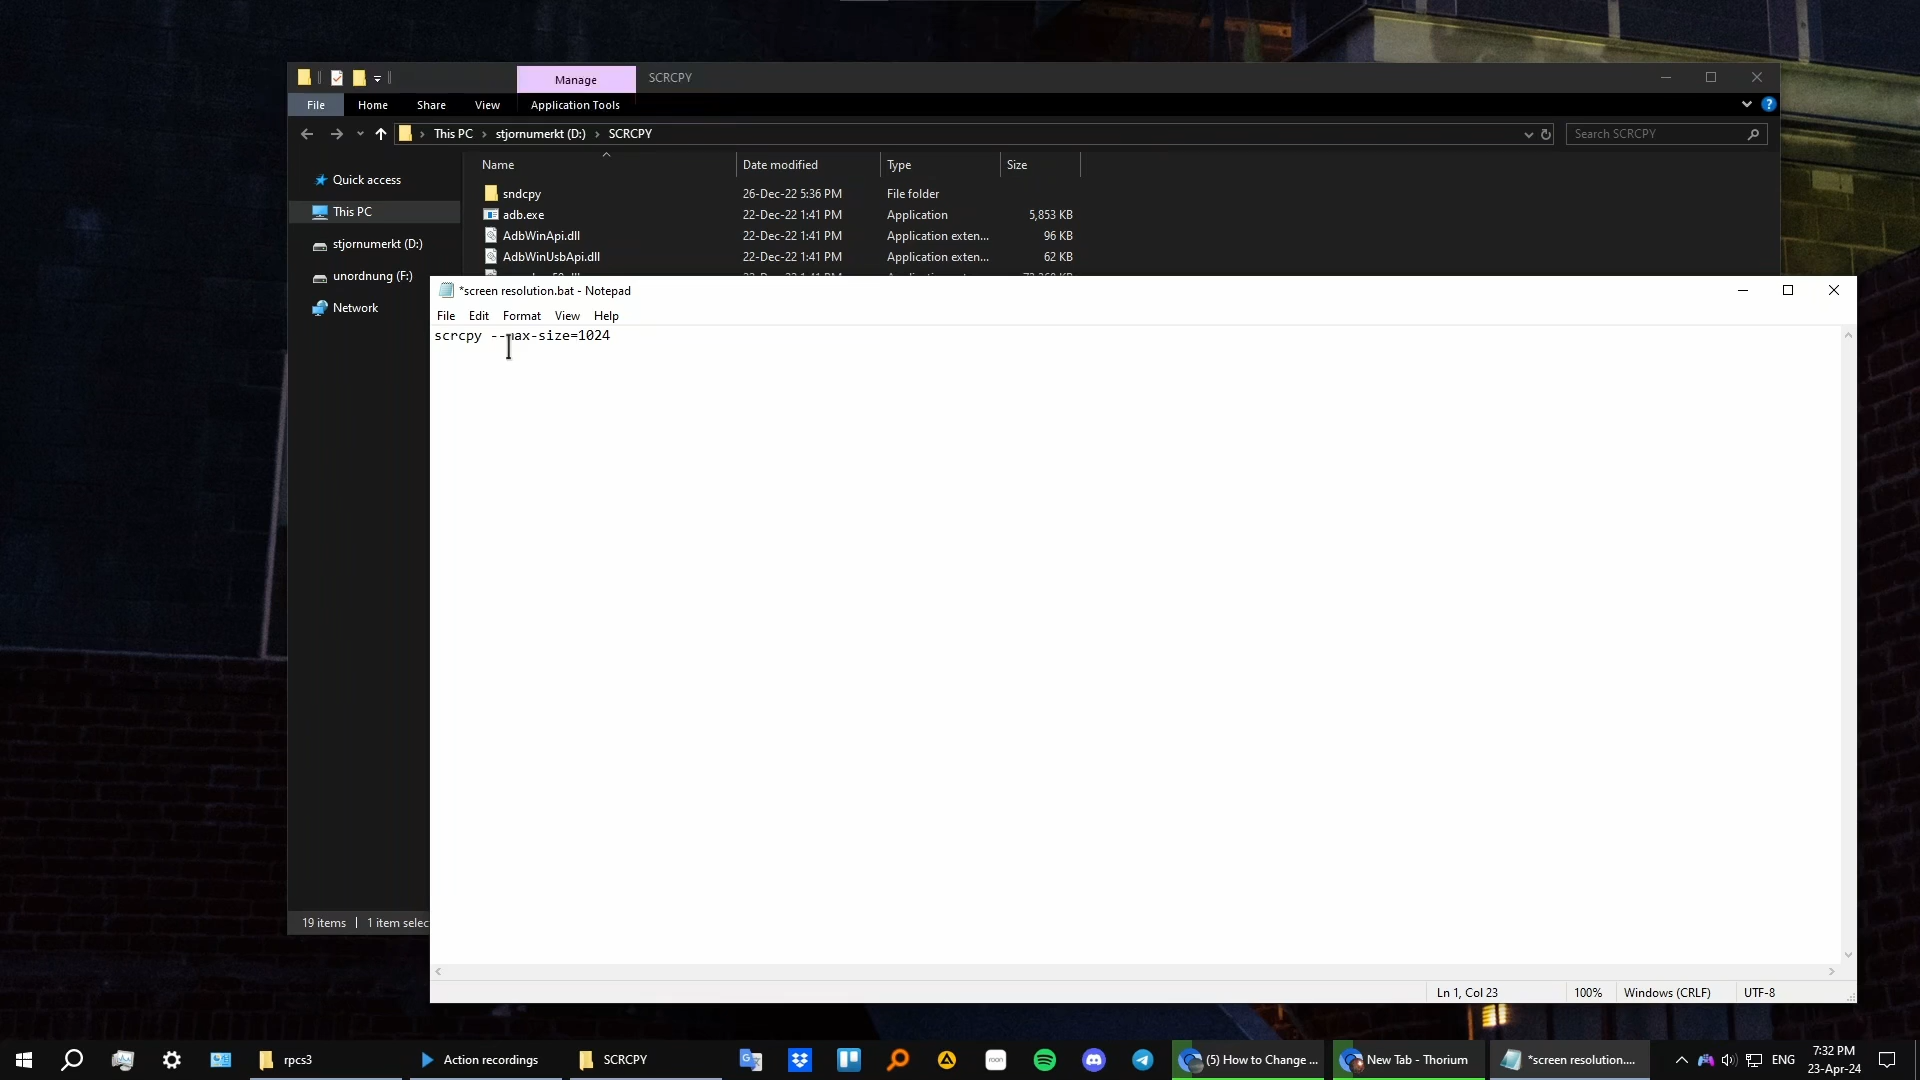 Manage
SCRCPY
File
Home
Share
View
Application Tools
This PC
stjornumerkt (D:)
SCRCPY
Search SCRCPY
Name
Date modified
Type
Size
Quick access
This PC
stjornumerkt (D:)
unordnung (F:)
Network
sndcpy 26-Dec-22 5:36 PM File folder
adb.exe 22-Dec-22 1:41 PM Application 5,853 KB
AdbWinApi.dll 22-Dec-22 1:41 PM Application exten... 96 KB
AdbWinUsbApi.dll 22-Dec-22 1:41 PM Application exten... 62 KB
*screen resolution.bat - Notepad
File Edit Format View Help
scrcpy --max-size=1024
19 items 1 item selec
Ln 1, Col 23
100%
Windows (CRLF)
UTF-8
rpcs3
Action recordings
SCRCPY
roon
(5) How to Change ...
New Tab - Thorium
*screen resolution....
ENG
7:32 PM
23-Apr-24